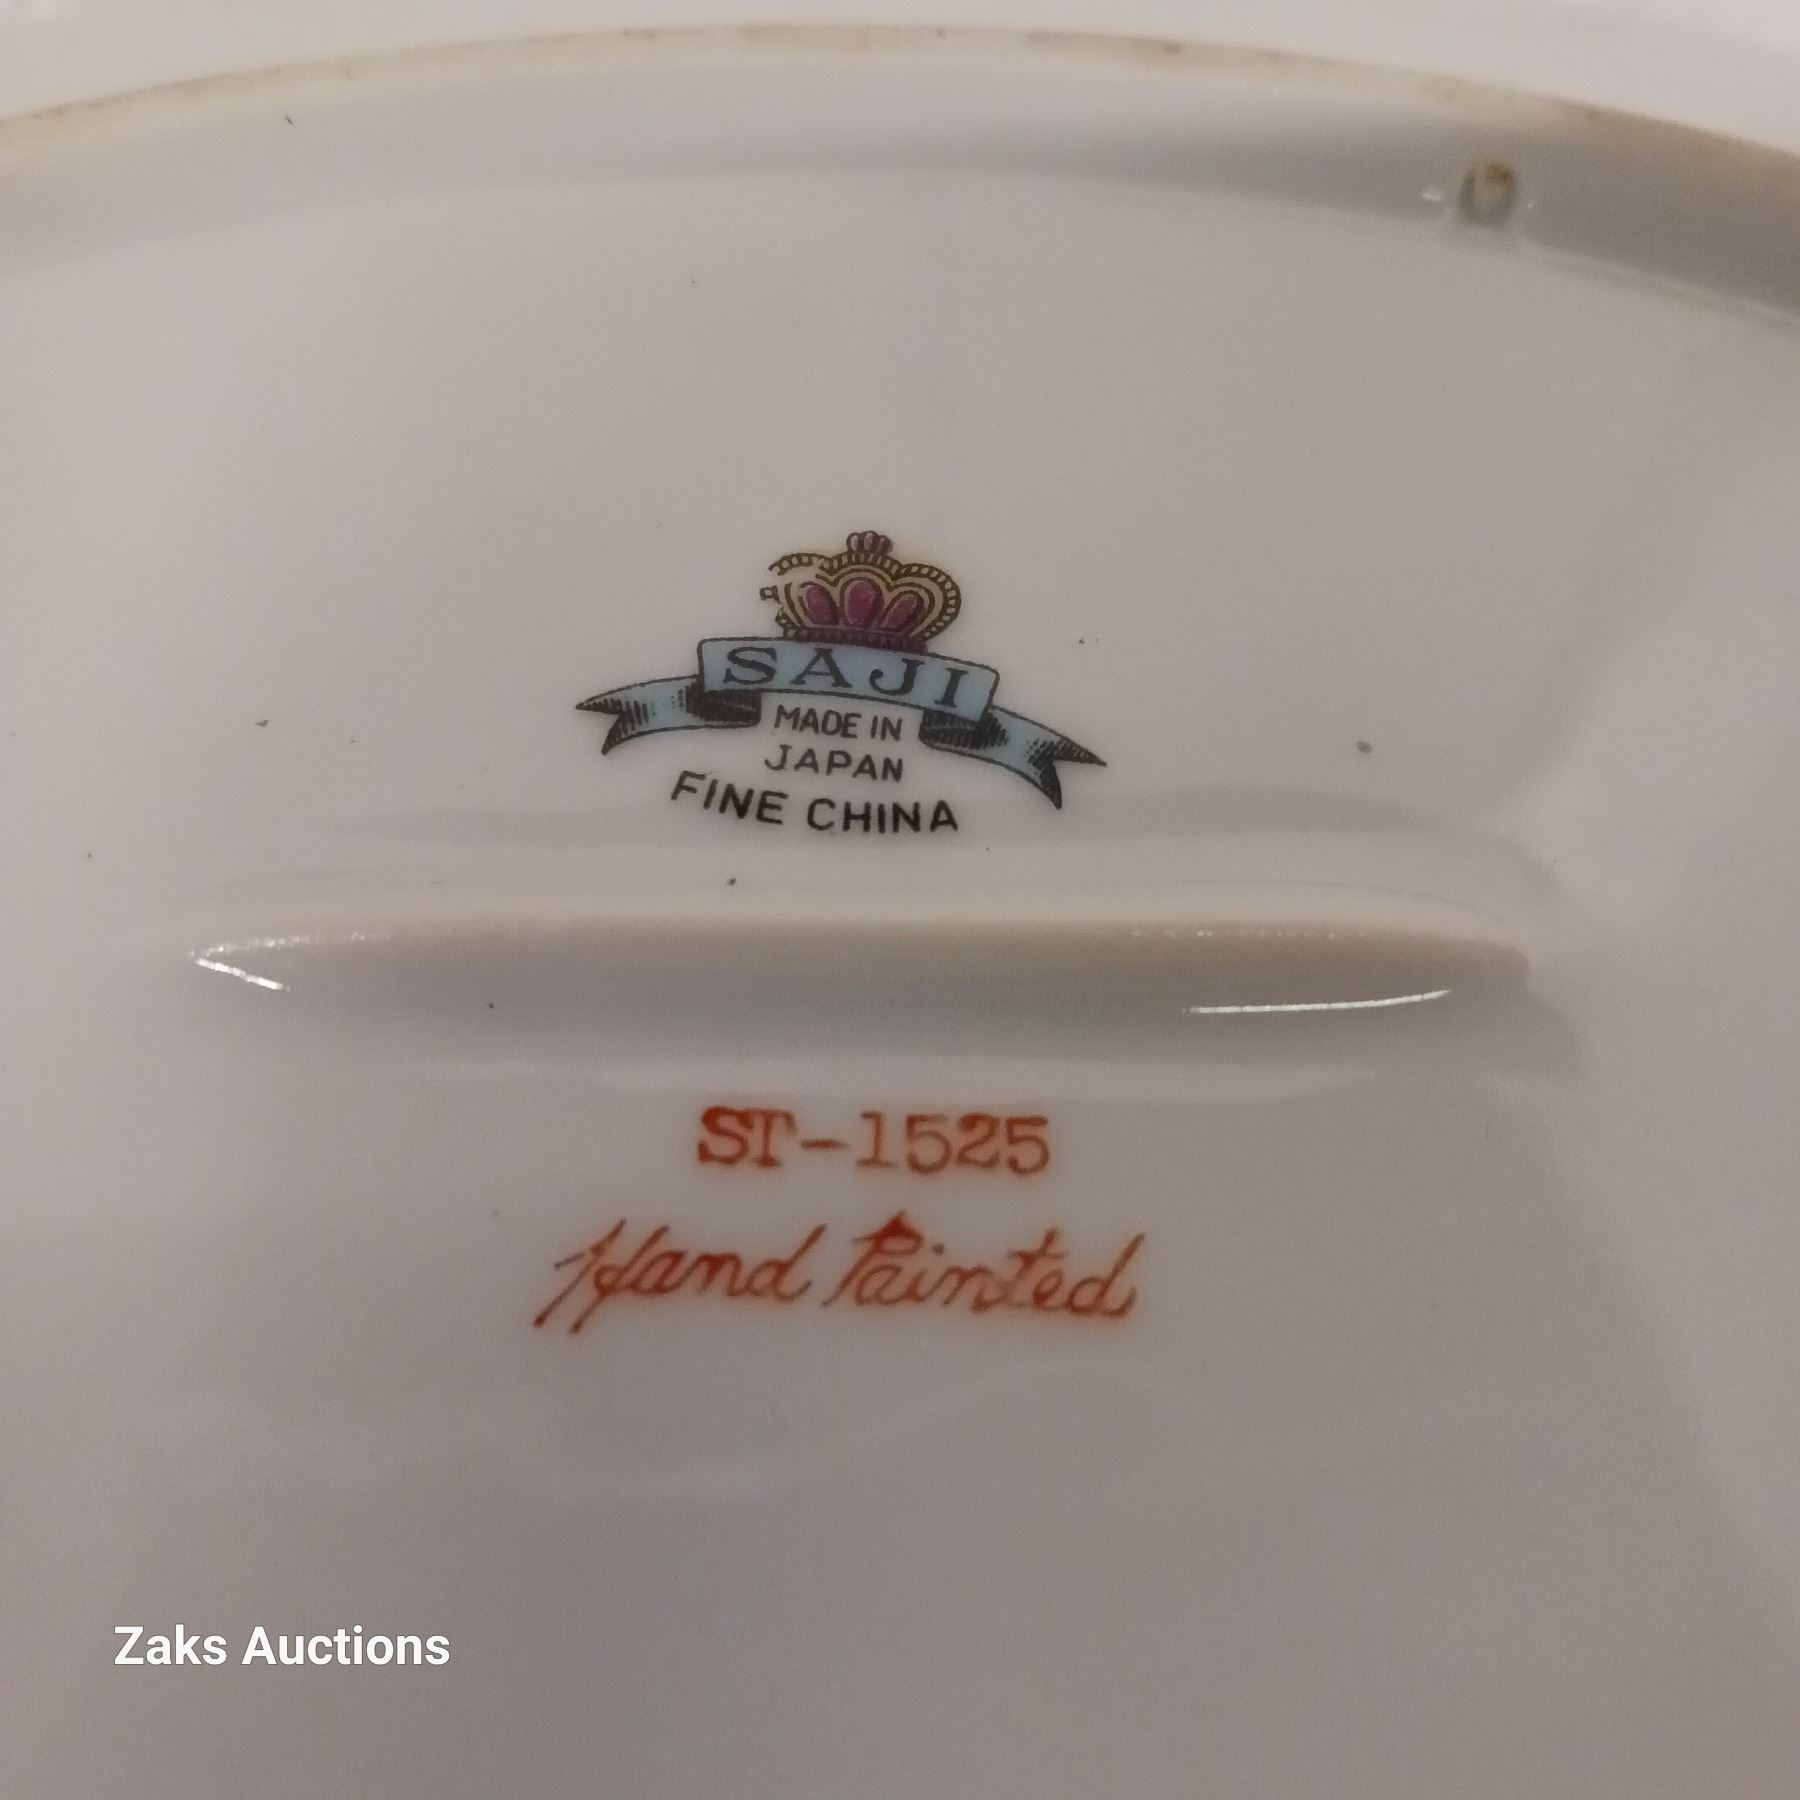 SAJI
MADE IN
JAPAN
FINE CHINA
ST-1525
Hand Painted
Zaks Auctions